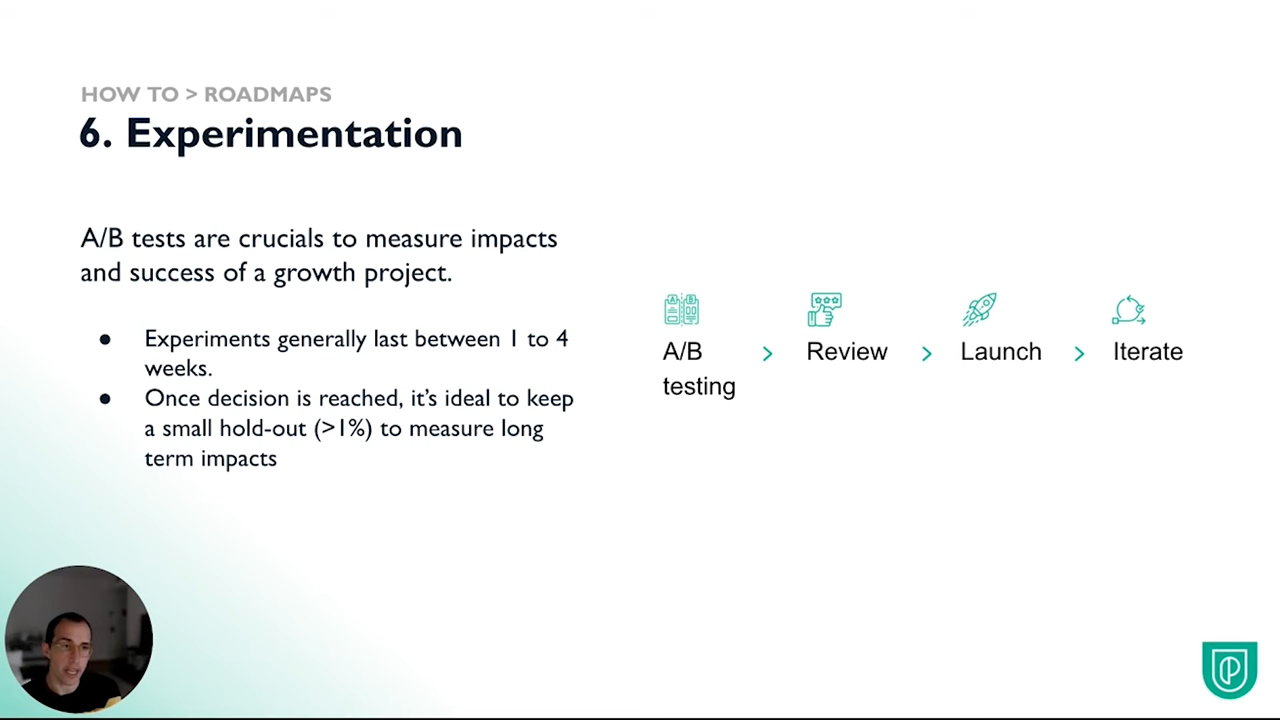 HOW TO > ROADMAPS
6. Experimentation
A/B tests are crucials to measure impacts
and success of a growth project.
● Experiments generally last between 1 to 4
weeks.
● Once decision is reached, it’s ideal to keep
a small hold-out (>1%) to measure long
term impacts
A/B
testing
> Review
> Launch
> Iterate